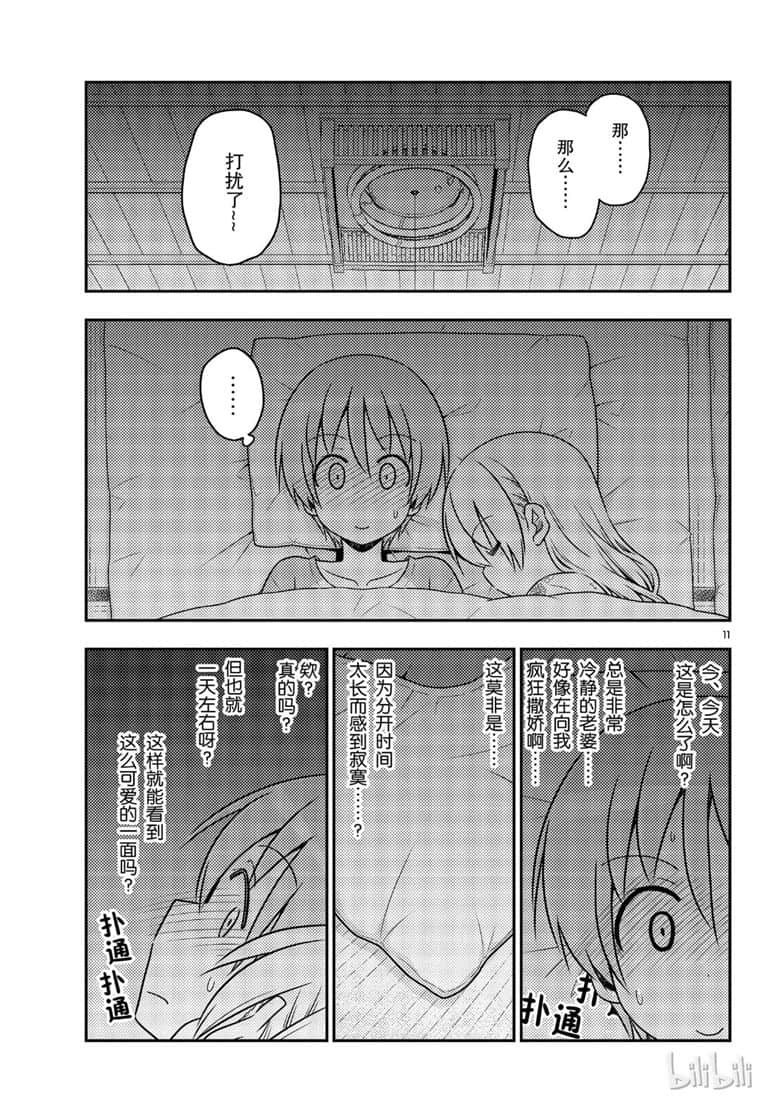 那……
那么……
打扰了～
……
11
今、今天
这是怎么了啊？
总是非常
冷静的老婆……
好像在向我
疯狂撒娇啊……
扑通
扑通
这莫非是……
因为分开时间
太长而感到寂寞……？
欸？
真的吗？
但也就
一天左右呀？
这样就能看到
这么可爱的一面吗？
扑通
扑通
bilibili